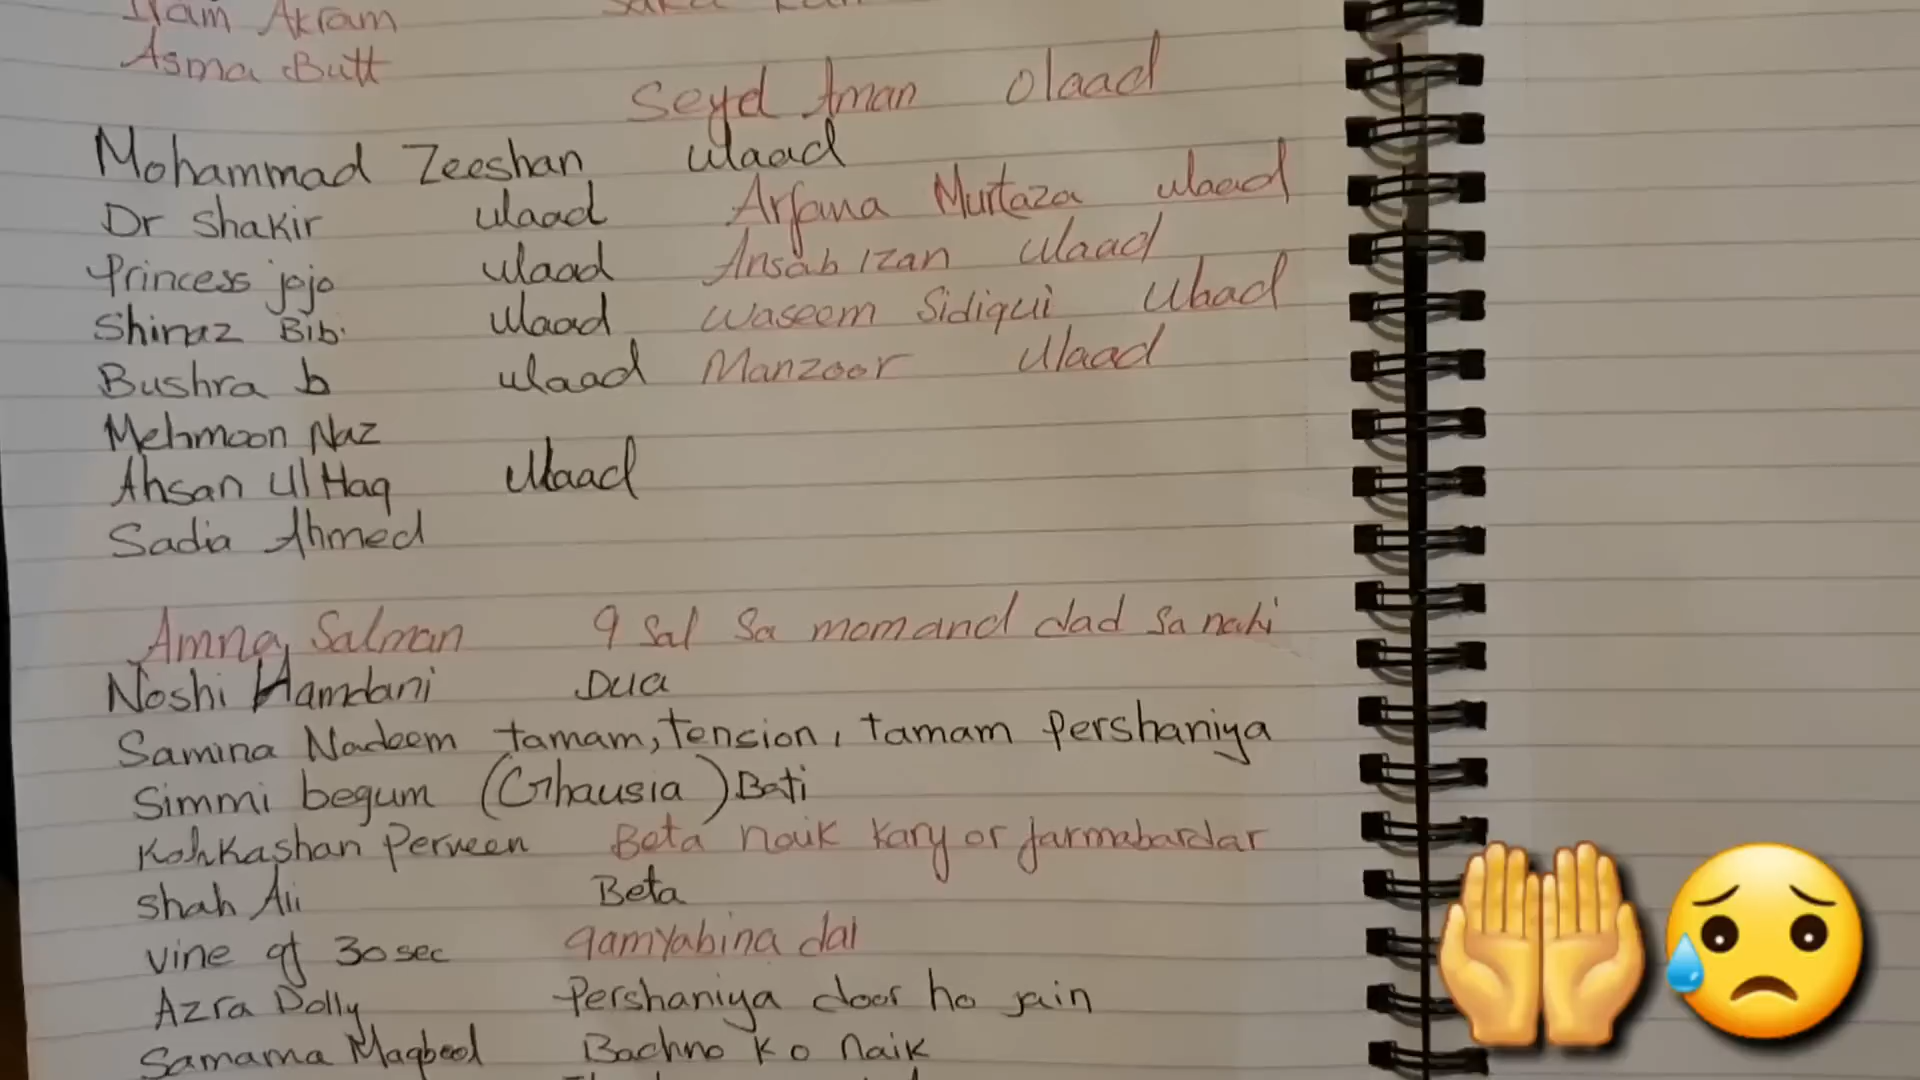 Akram
Asma Butt
Seyd Aman olaad
Mohammad Zeeshan ulaad
Dr Shakir ulaad Arfana Murtaza ulaad
Princess jojo ulaad Ansab izan ulaad
Shinaz Bibi ulaad Waseem Sidiqui ulaad
Bushra b ulaad Manzoor ulaad
Mehmoon Naz
Ahsan Ul Haq ulaad
Sadia Ahmed
Amna Salman 9 sal sa mom and dad sa nahi
Noshi Hamdani Dua
Samina Nadeem tamam, tension, tamam pershaniya
Simmi begum (Ghausia) Beti
Kohkashan Perveen Beta naik kary or farmabardar
Shah Ali Beta
vine of 30 sec qamyabina dai
Azra Dolly Pershaniya door ho jain
Samama Maqbool Bachno ko naik